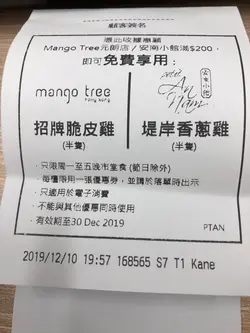 顧客簽名
憑此收據惠顧
Mango Tree元朗店 / 安南小館滿$200,
即可免費享用:
mango tree
hong kong
An Nam
安南小館
招牌脆皮雞
(半隻)
堤岸香蔥雞
(半隻)
·只限周一至五晚市堂食 (節日除外)
·每檯限用一張優惠券，並請於落單時出示
·只適用於電子消費
·不能與其他優惠同時使用
·有效期至30 Dec 2019
PTAN
2019/12/10 19:57 168565 S7 T1 Kane